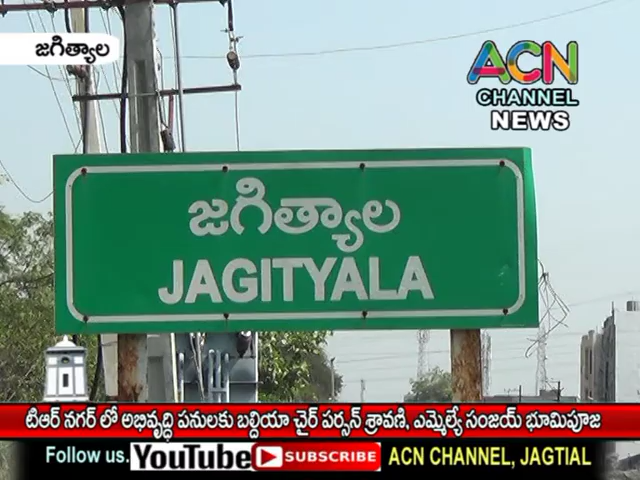 జగిత్యాల
ACN
CHANNEL
NEWS
జగిత్యాల
JAGITYALA
టిఆర్ నగర్ లో అభివృద్ధి పనులకు బల్దియా చైర్ పర్సన్ శ్రావణి, ఎమ్మెల్యే సంజయ్ భూమిపూజ
Follow us. YouTube SUBSCRIBE ACN CHANNEL, JAGTIAL